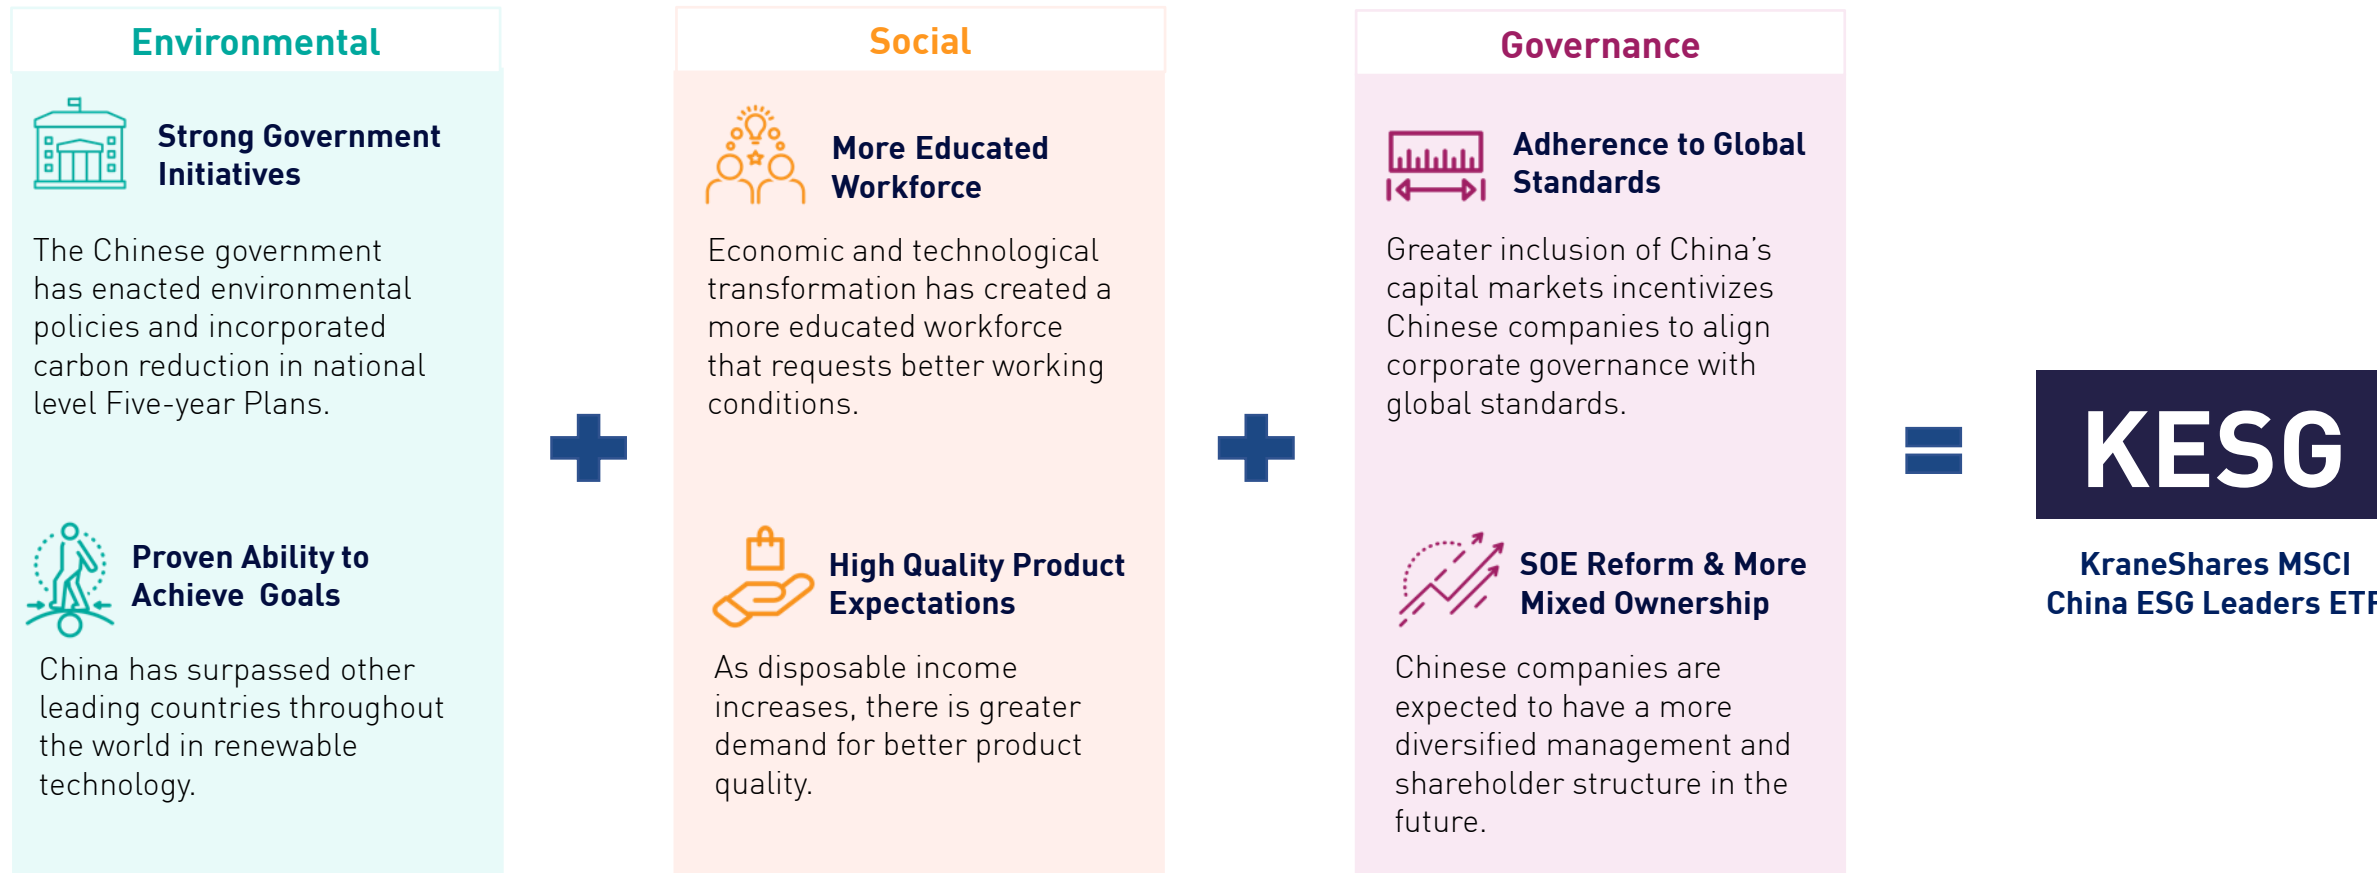 Environmental
Strong Government
Initiatives
The Chinese government
has enacted environmental
policies and incorporated
carbon reduction in national
level Five-year Plans.
Proven Ability to
Achieve Goals
China has surpassed other
leading countries throughout
the world in renewable
technology.
Social
More Educated
Workforce
Economic and technological
transformation has created a
more educated workforce
that requests better working
conditions.
High Quality Product
Expectations
As disposable income
increases, there is greater
demand for better product
quality.
Governance
Adherence to Global
Standards
Greater inclusion of China’s
capital markets incentivizes
Chinese companies to align
corporate governance with
global standards.
SOE Reform & More
Mixed Ownership
Chinese companies are
expected to have a more
diversified management and
shareholder structure in the
future.
KESG
KraneShares MSCI
China ESG Leaders ETF